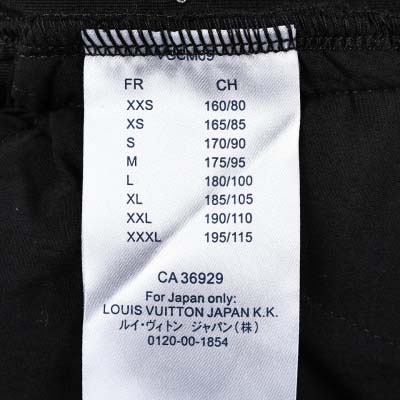 FR CH
XXS 160/80
XS 165/85
S 170/90
M 175/95
L 180/100
XL 185/105
XXL 190/110
XXXL 195/115
CA 36929
For Japan only:
LOUIS VUITTON JAPAN K.K.
ルイ・ヴィトン ジャパン(株)
0120-00-1854